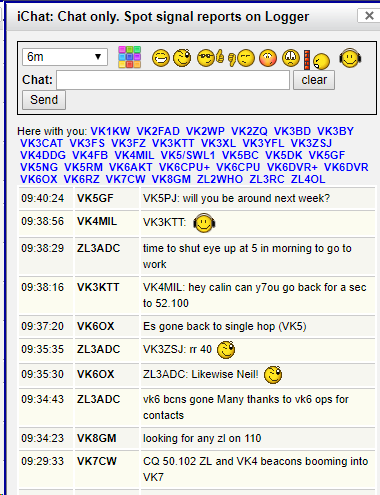 iChat: Chat only. Spot signal reports on Logger
6m
Chat:
clear
Send
Here with you: VK1KW VK2FAD VK2WP VK2ZQ VK3BD VK3BY
VK3CAT VK3FS VK3FZ VK3KTT VK3XL VK3YFL VK3ZSJ
VK4DDG VK4FB VK4MIL VK5/SWL1 VK5BC VK5DK VK5GF
VK5NG VK5RM VK6AKT VK6CPU+ VK6CPU VK6DVR+ VK6DVR
VK6OX VK6RZ VK7CW VK8GM ZL2WHO ZL3RC ZL4OL
09:40:24 VK5GF VK5PJ: will you be around next week?
09:38:56 VK4MIL VK3KTT:
09:38:29 ZL3ADC time to shut eye up at 5 in morning to go to
work
09:38:16 VK3KTT VK4MIL: hey calin can y7ou go back for a sec
to 52.100
09:37:20 VK6OX Es gone back to single hop (VK5)
09:35:35 ZL3ADC VK3ZSJ: rr 40
09:35:30 VK6OX ZL3ADC: Likewise Neil!
09:34:43 ZL3ADC vk6 bcns gone Many thanks to vk6 ops for
contacts
09:34:23 VK8GM looking for any zl on 110
09:29:33 VK7CW CQ 50.102 ZL and VK4 beacons booming into
VK7